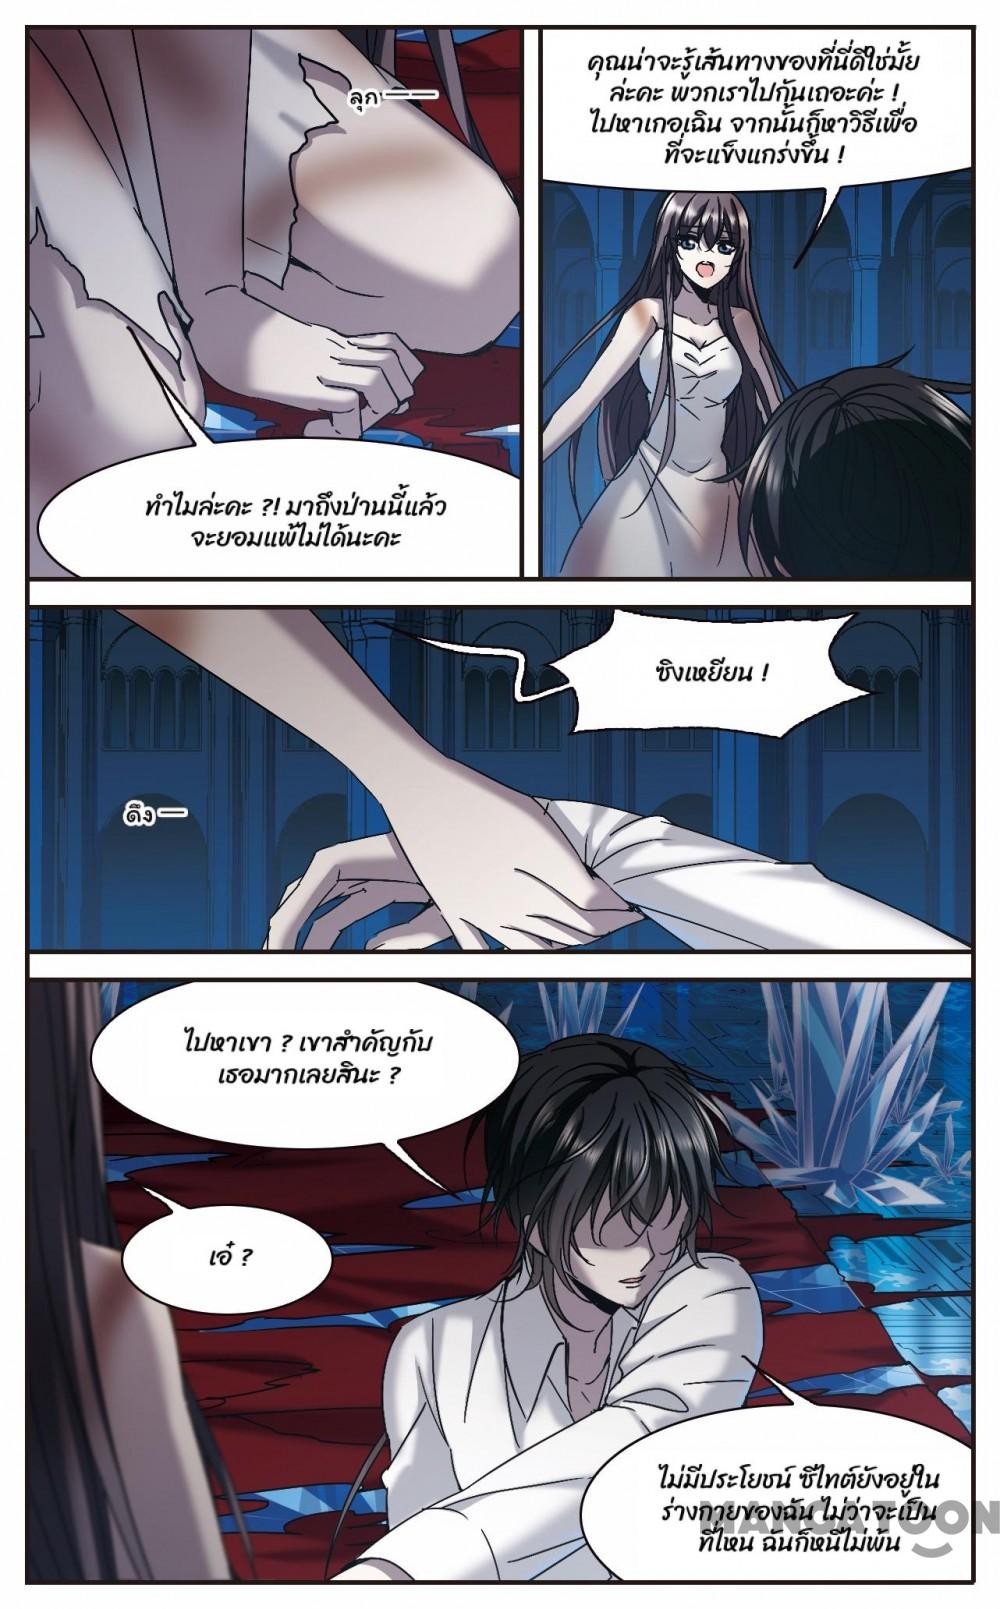 ลุก——
ทำไมล่ะคะ ?! มาถึงป่านนี้แล้ว
จะยอมแพ้ไม่ได้นะคะ
คุณน่าจะรู้เส้นทางของที่นี่ดีใช่มั้ย
ล่ะคะ พวกเราไปกันเถอะค่ะ !
ไปหาเกอเฉิน จากนั้นก็หาวิธีเพื่อ
ที่จะแข็งแกร่งขึ้น !
ซิงเหยียน !
ดึง—
ไปหาเขา ? เขาสำคัญกับ
เธอมากเลยสินะ ?
เอ๋ ?
ไม่มีประโยชน์ ซีไทต์ยังอยู่ใน
ร่างกายของฉัน ไม่ว่าจะเป็น
ที่ไหน ฉันก็หนีไม่พ้น
MANGATOON